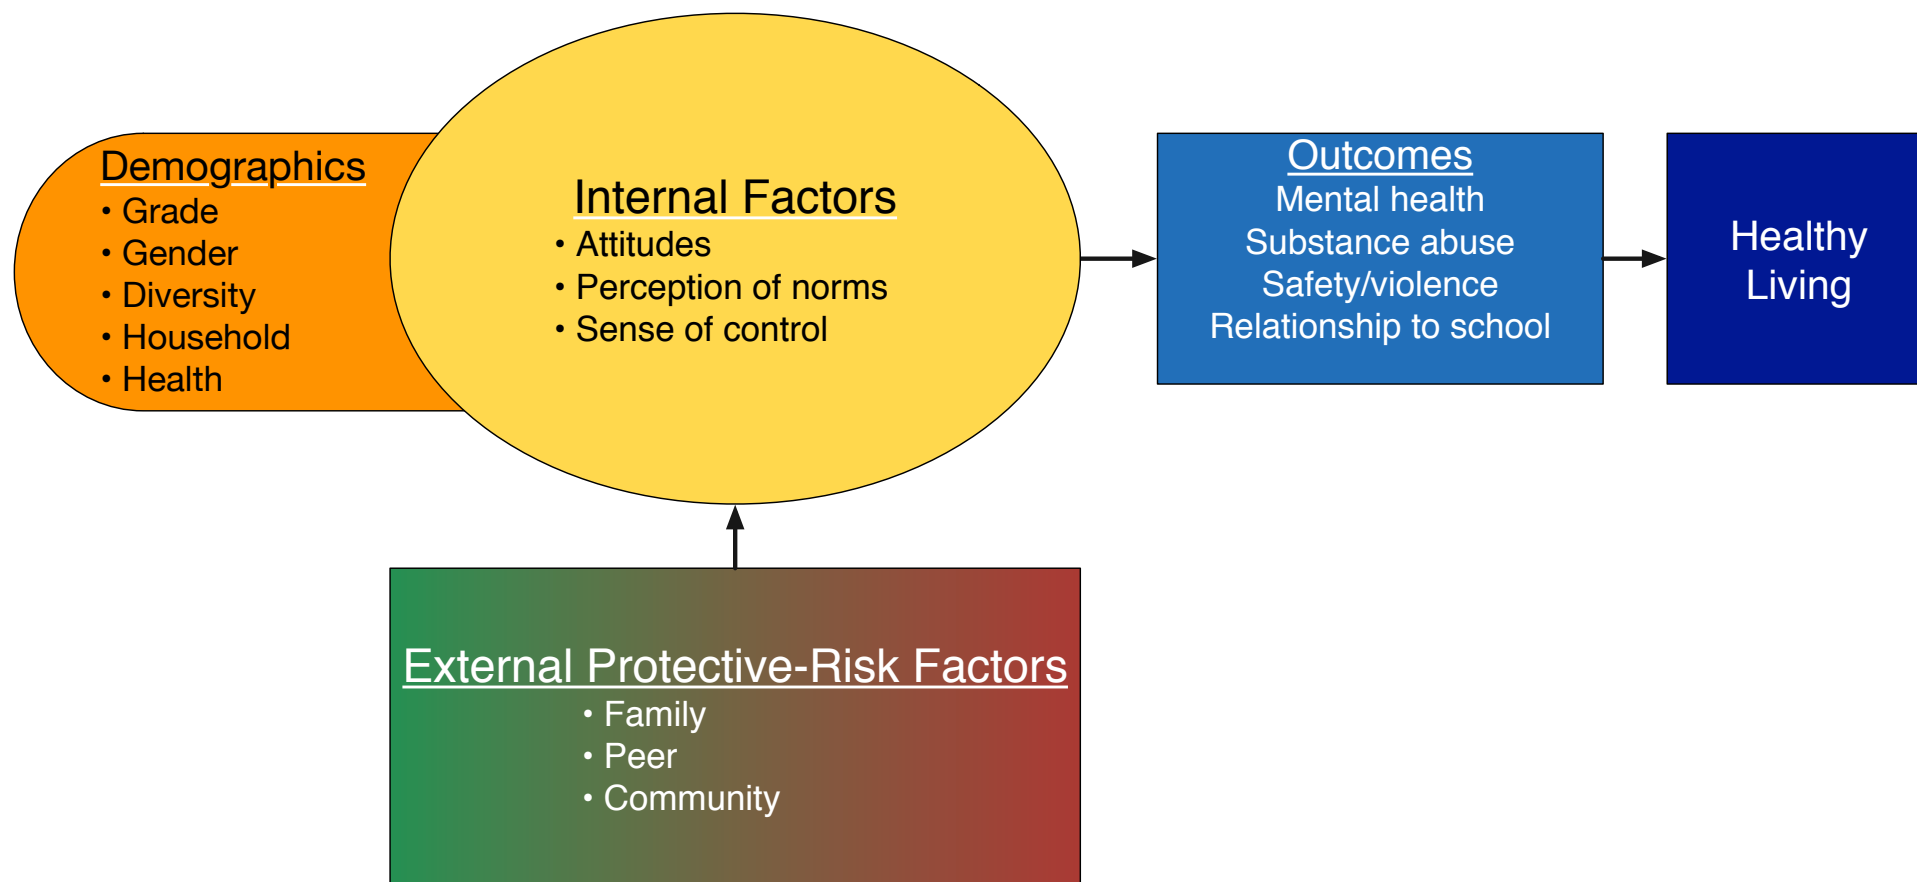 Demographics
• Grade
• Gender
• Diversity
• Household
• Health
Internal Factors
• Attitudes
• Perception of norms
• Sense of control
Outcomes
Mental health
Substance abuse
Safety/violence
Relationship to school
Healthy
Living
External Protective-Risk Factors
• Family
• Peer
• Community